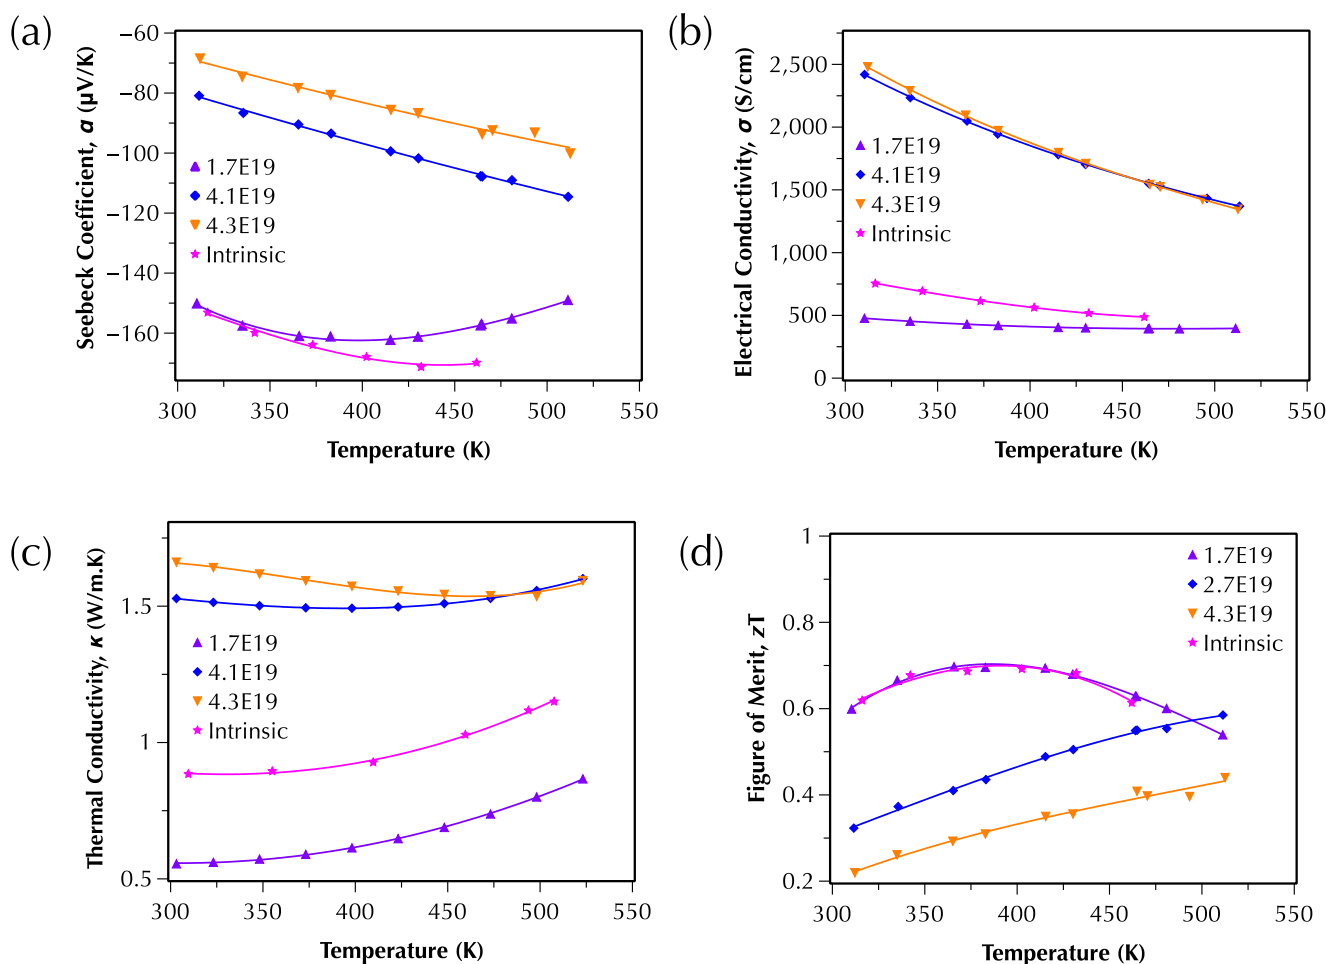 (a)
Seebeck Coefficient, α (μV/K)
−60
−80
−100
−120
−140
−160
1.7E19
4.1E19
4.3E19
Intrinsic
300
350
400
450
500
550
Temperature (K)
(b)
Electrical Conductivity, σ (S/cm)
2,500
2,000
1,500
1,000
500
0
1.7E19
4.1E19
4.3E19
Intrinsic
300
350
400
450
500
550
Temperature (K)
(c)
Thermal Conductivity, κ (W/m.K)
1.5
1
0.5
1.7E19
4.1E19
4.3E19
Intrinsic
300
350
400
450
500
550
Temperature (K)
(d)
Figure of Merit, zT
1
0.8
0.6
0.4
0.2
1.7E19
2.7E19
4.3E19
Intrinsic
300
350
400
450
500
550
Temperature (K)